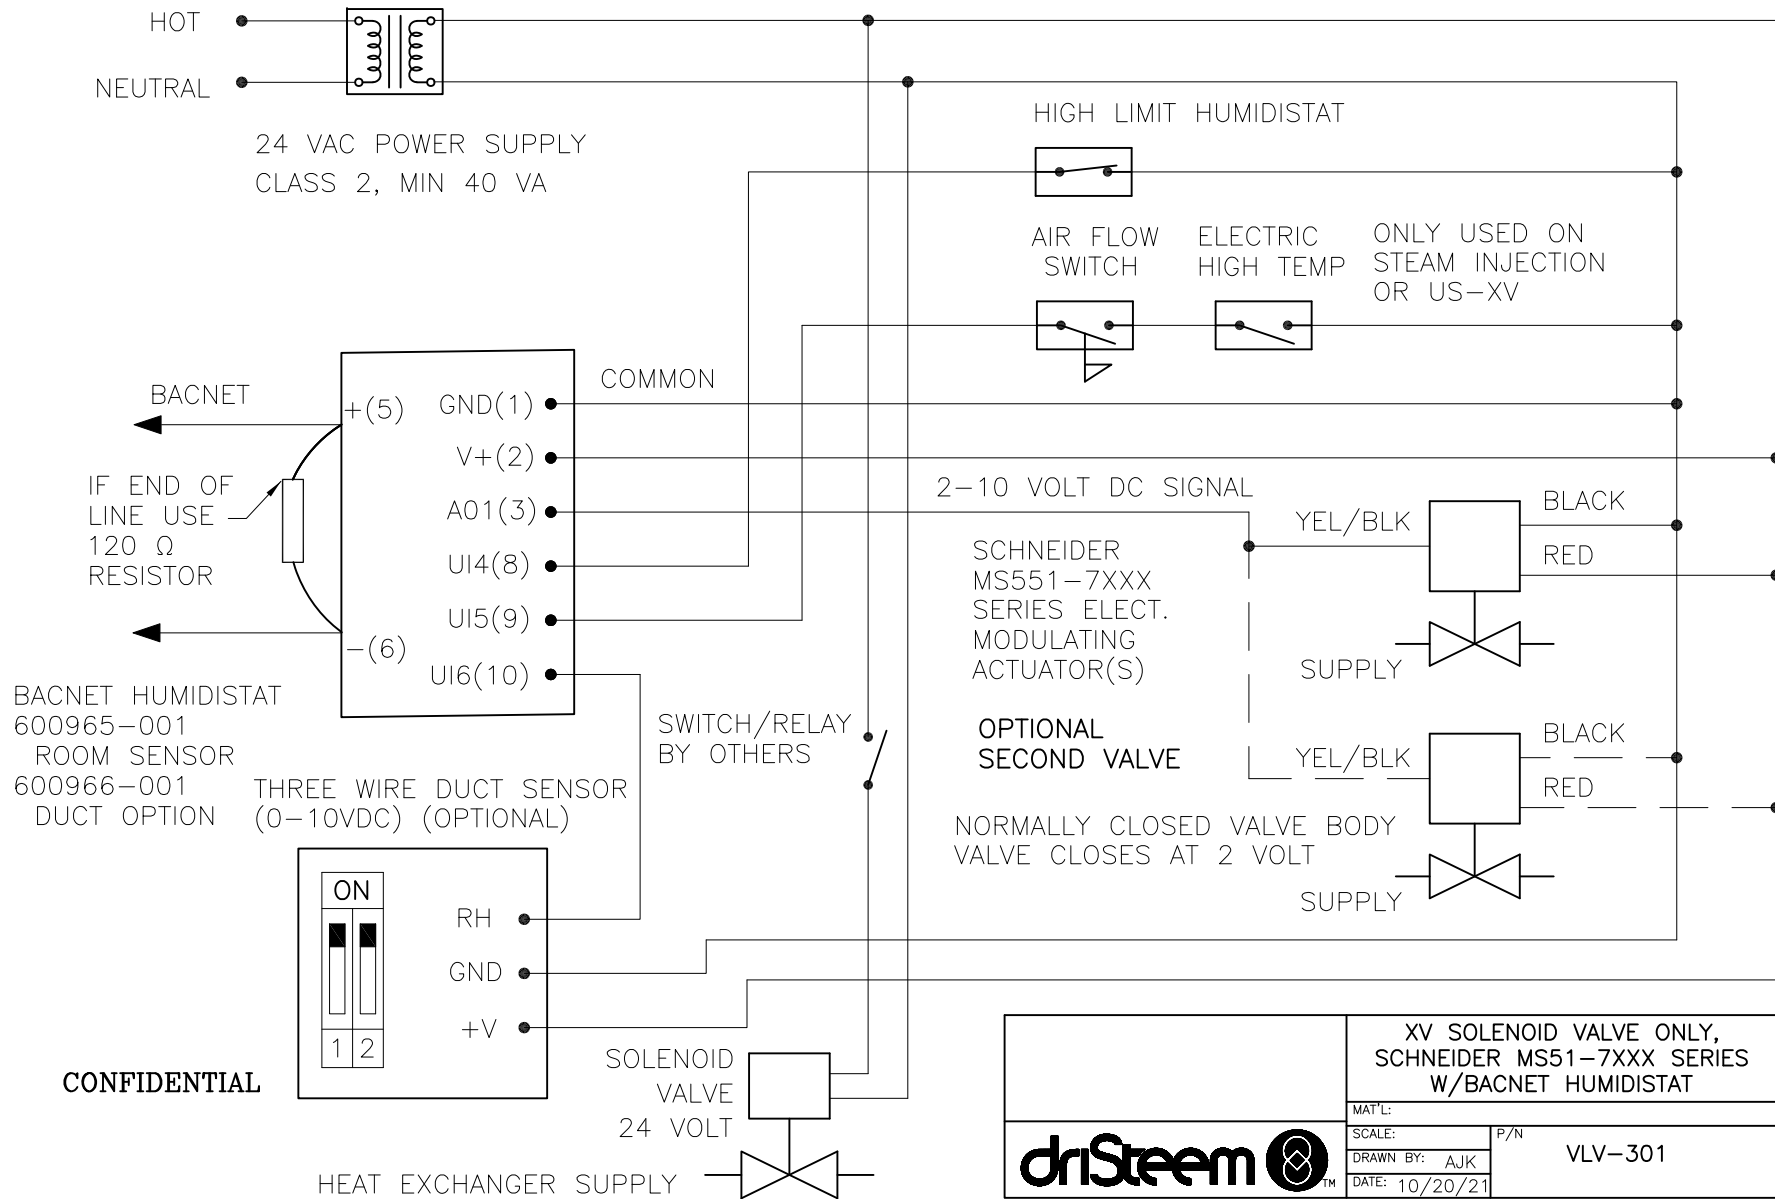 HOT
NEUTRAL
24 VAC POWER SUPPLY
CLASS 2, MIN 40 VA
HIGH LIMIT HUMIDISTAT
AIR FLOW
SWITCH
ELECTRIC
HIGH TEMP
ONLY USED ON
STEAM INJECTION
OR US-XV
COMMON
BACNET
+(5)
GND(1)
V+(2)
A01(3)
UI4(8)
UI5(9)
UI6(10)
-(6)
IF END OF
LINE USE
120 Ω
RESISTOR
2-10 VOLT DC SIGNAL
SCHNEIDER
MS551-7XXX
SERIES ELECT.
MODULATING
ACTUATOR(S)
YEL/BLK
BLACK
RED
SUPPLY
BACNET HUMIDISTAT
600965-001
ROOM SENSOR
600966-001
DUCT OPTION
THREE WIRE DUCT SENSOR
(0-10VDC) (OPTIONAL)
SWITCH/RELAY
BY OTHERS
OPTIONAL
SECOND VALVE
YEL/BLK
BLACK
RED
NORMALLY CLOSED VALVE BODY
VALVE CLOSES AT 2 VOLT
SUPPLY
ON
1 2
RH
GND
+V
CONFIDENTIAL
SOLENOID
VALVE
24 VOLT
HEAT EXCHANGER SUPPLY
XV SOLENOID VALVE ONLY,
SCHNEIDER MS51-7XXX SERIES
W/BACNET HUMIDISTAT
MAT'L:
SCALE:
P/N
VLV-301
DRAWN BY: AJK
DATE: 10/20/21
driSteem
TM